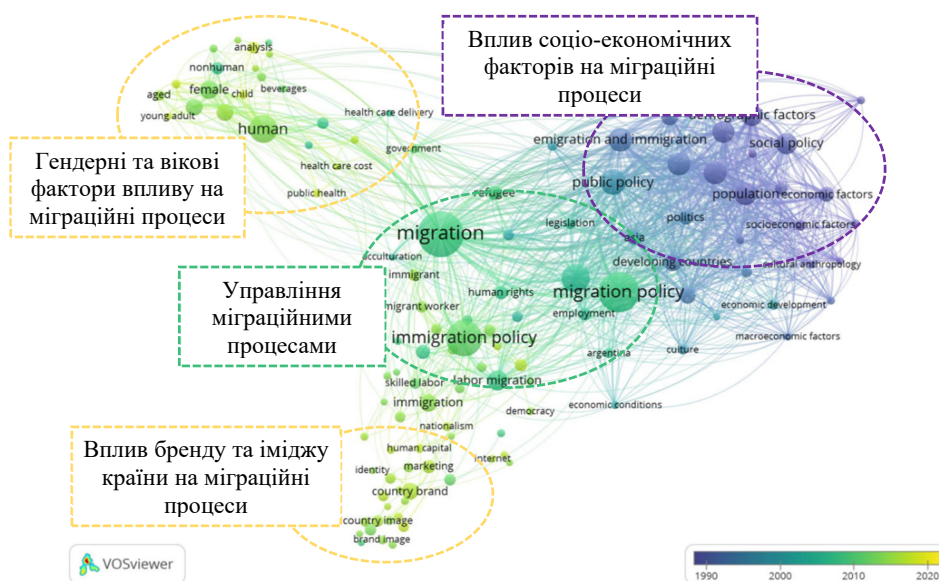 Вплив соціо-економічних
факторів на міграційні
процеси
analysis
nonhuman
female
beverages
aged
child
young adult
human
health care delivery
government
health care cost
public health
Гендерні та вікові
фактори впливу на
міграційні процеси
demographic factors
emigration and immigration
social policy
public policy
population
economic factors
refugee
legislation
politics
socioeconomic factors
migration
asia
acculturation
developing countries
cultural anthropology
immigrant
human rights
migration policy
economic development
migrant worker
employment
macroeconomic factors
immigration policy
argentina
culture
Управління
міграційними
процесами
skilled labor
labor migration
immigration
democracy
economic conditions
nationalism
human capital
internet
identity
marketing
country brand
country image
brand image
Вплив бренду та іміджу
країни на міграційні
процеси
VOSviewer
1990 2000 2010 2020